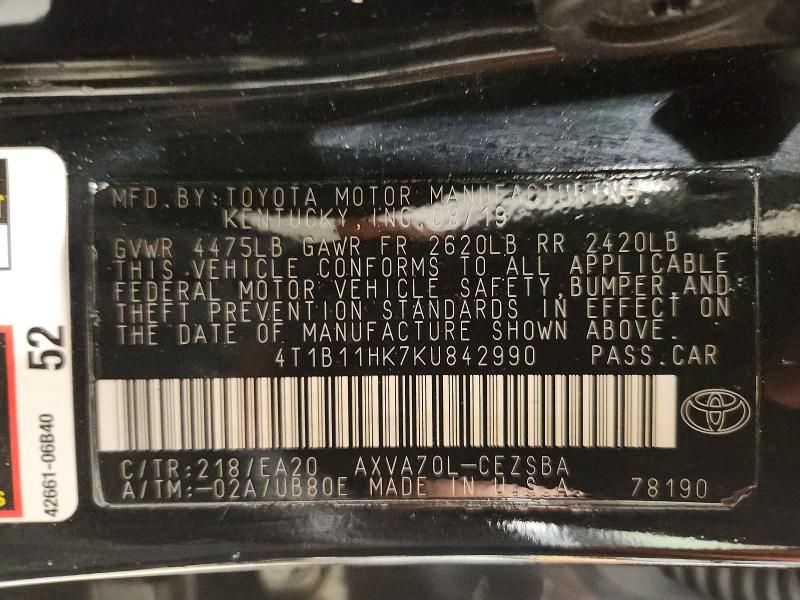 MFD.BY:TOYOTA MOTOR MANUFACTURING
KENTUCKY,INC.08/19
GVWR 4475LB GAWR FR 2620LB RR 2420LB
THIS VEHICLE CONFORMS TO ALL APPLICABLE
FEDERAL MOTOR VEHICLE SAFETY,BUMPER,AND
THEFT PREVENTION STANDARDS IN EFFECT ON
THE DATE OF MANUFACTURE SHOWN ABOVE.
4T1B11HK7KU842990 PASS.CAR
C/TR:218/EA20 AXVA70L-CEZSBA
A/TM:-02A/UB80E MADE IN U.S.A. 78190
52
42661-06B40